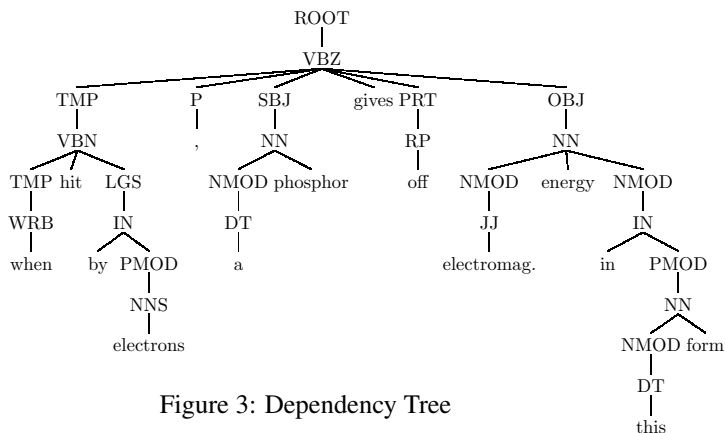 ROOT
VBZ
TMP P SBJ gives PRT OBJ
VBN , NN RP NN
TMP hit LGS NMOD phosphor off NMOD energy NMOD
WRB IN DT JJ IN
when by PMOD a electromag. in PMOD
NNS NN
electrons NMOD form
Figure 3: Dependency Tree DT
this